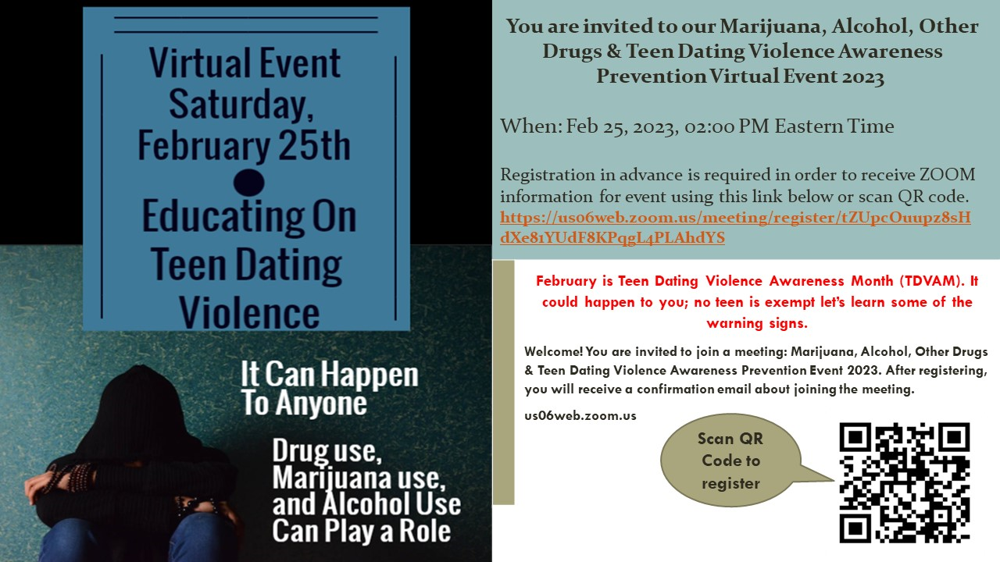 Virtual Event
Saturday,
February 25th
Educating On
Teen Dating
Violence
It Can Happen
To Anyone
Drug use,
Marijuana use,
and Alcohol Use
Can Play a Role
You are invited to our Marijuana, Alcohol, Other
Drugs & Teen Dating Violence Awareness
Prevention Virtual Event 2023
When: Feb 25, 2023, 02:00 PM Eastern Time
Registration in advance is required in order to receive ZOOM
information for event using this link below or scan QR code.
https://us06web.zoom.us/meeting/register/tZUpcOuupz8sH
dXe81YUdF8KPqgL4PLAhdYS
February is Teen Dating Violence Awareness Month (TDVAM). It
could happen to you; no teen is exempt let's learn some of the
warning signs.
Welcome! You are invited to join a meeting: Marijuana, Alcohol, Other Drugs
& Teen Dating Violence Awareness Prevention Event 2023. After registering,
you will receive a confirmation email about joining the meeting.
us06web.zoom.us
Scan QR
Code to
register